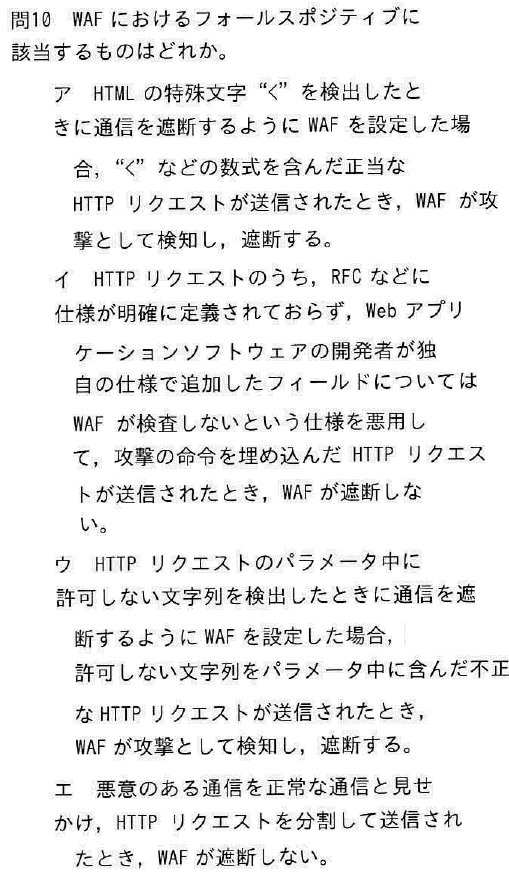 問10　WAF におけるフォールスポジティブに
該当するものはどれか。
ア　HTML の特殊文字 “<” を検出したと
きに通信を遮断するように WAF を設定した場
合，“<” などの数式を含んだ正当な
HTTP リクエストが送信されたとき，WAF が攻
撃として検知し，遮断する。
イ　HTTP リクエストのうち，RFC などに
仕様が明確に定義されておらず，Web アプリ
ケーションソフトウェアの開発者が独
自の仕様で追加したフィールドについては
WAF が検査しないという仕様を悪用し
て，攻撃の命令を埋め込んだ HTTP リクエス
トが送信されたとき，WAF が遮断しな
い。
ウ　HTTP リクエストのパラメータ中に
許可しない文字列を検出したときに通信を遮
断するように WAF を設定した場合，
許可しない文字列をパラメータ中に含んだ不正
な HTTP リクエストが送信されたとき，
WAF が攻撃として検知し，遮断する。
エ　悪意のある通信を正常な通信と見せ
かけ，HTTP リクエストを分割して送信され
たとき，WAF が遮断しない。